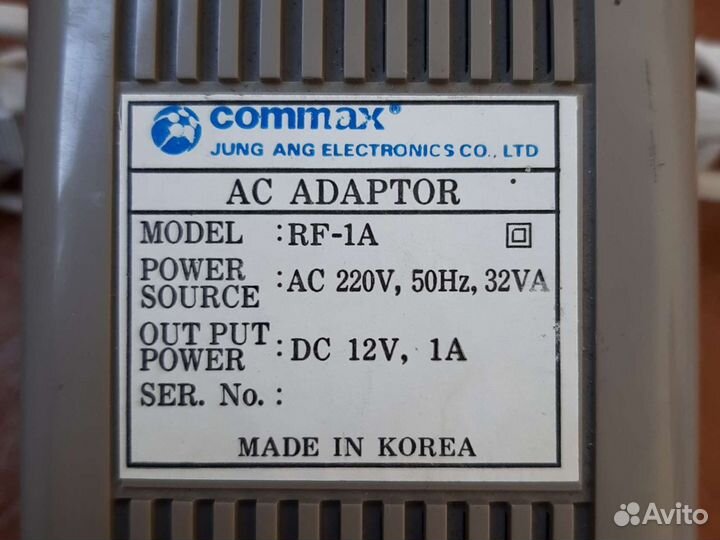 commax®
JUNG ANG ELECTRONICS CO., LTD
AC ADAPTOR
MODEL : RF-1A
POWER SOURCE : AC 220V, 50Hz, 32VA
OUT PUT POWER : DC 12V, 1A
SER. No. :
MADE IN KOREA
Avito